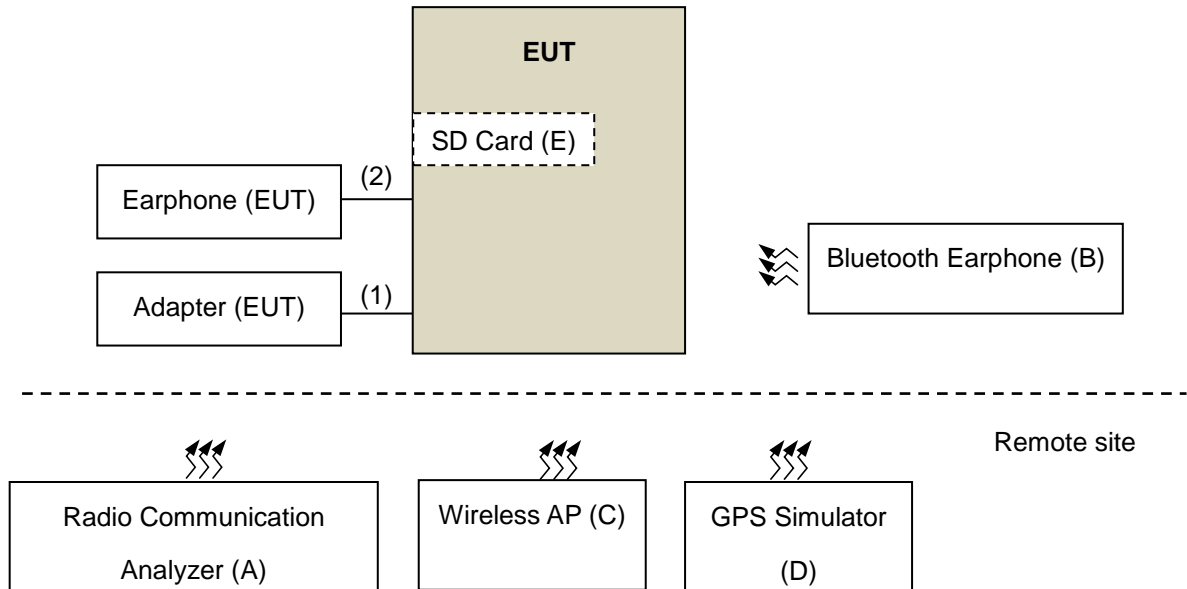 EUT
SD Card (E)
(2)
Earphone (EUT)
Bluetooth Earphone (B)
(1)
Adapter (EUT)
Remote site
Radio Communication
Analyzer (A)
Wireless AP (C)
GPS Simulator
(D)